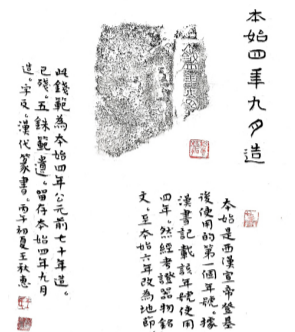 本始四年九月造
本始是西漢宣帝登基
後使用的第一個年號。據
漢書記載該年號使用
四年然經考證器物銘
文。至本始六年改為地節
此錢範為本始四年公元前七十年造。
已殘。五銖範遺。留存本始四年九月
造。字及。漢代篆書。丙午初夏王秋惠